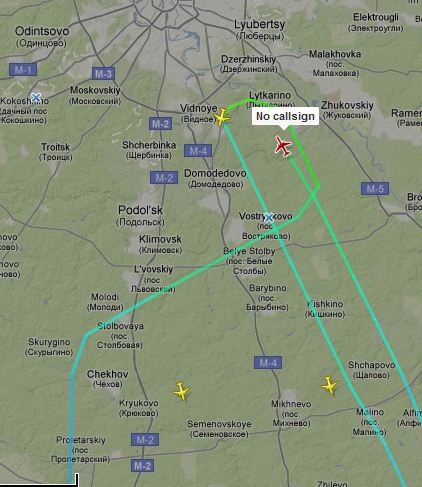 Odintsovo
(Одинцово)
Lyubertsy
(Люберцы)
Elektrougli
(Электроугли)
Dzerzhinskiy
(Дзержинский)
Malakhovka
(пос.
Малаховка)
M-1
M-3
Moskovskiy
(Московский)
Kokoshkino
(дачный пос.
Кокошкино)
Lytkarino
(Лыткарино)
Vidnoye
(Видное)
No callsign
Zhukovskiy
(Жуковский)
Ramen
(Раме
M-2
M-4
Troitsk
(Троицк)
Shcherbinka
(Щербинка)
M-2
Domodedovo
(Домодедово)
M-5
Bro
Podol'sk
(Подольск)
Vostryakovo
(пос.
Востряково)
Klimovsk
(Климовск)
Belye Stolby
(пос. Белые
Столбы)
L'vovskiy
(пос.
Львовский)
Barybino
(пос.
Барыбино)
Molodi
(Молоди)
Kishkino
(Кишкино)
Stolbovaya
(пос.
Столбовая)
Skurygino
(Скурыгино)
M-4
Shchapovo
(Щапово)
Chekhov
(Чехов)
Kryukovo
(Крюково)
Mikhnevo
(пос.
Михнево)
Malino
(пос.
Малино)
Alfi
(Алфи
Semenovskoye
(Семеновское)
Proletarskiy
(пос.
Пролетарский)
M-2
M-2
Zhilevo